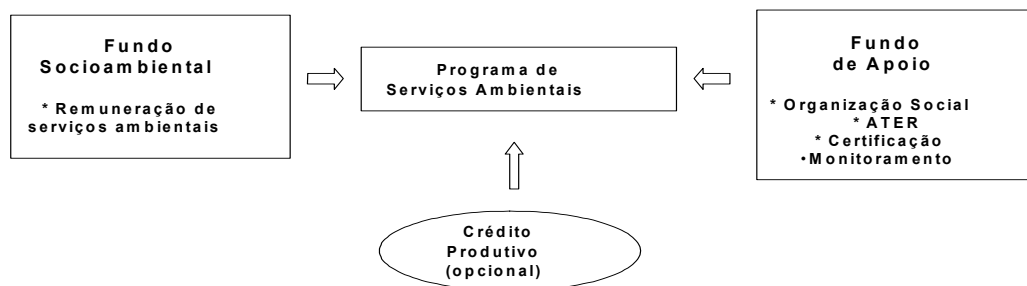 Fundo
Socioambiental
* Remuneração de
serviços ambientais
Programa de
Serviços Ambientais
Fundo
de Apoio
* Organização Social
* ATER
* Certificação
•Monitoramento
Crédito
Produtivo
(opcional)